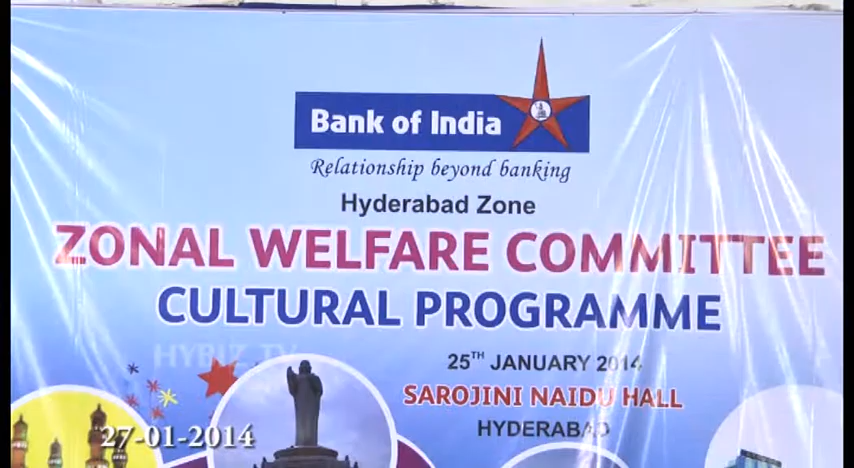 Bank of India
Relationship beyond banking
Hyderabad Zone
ZONAL WELFARE COMMITTEE
CULTURAL PROGRAMME
HYBIZ TV
25TH JANUARY 2014
SAROJINI NAIDU HALL
HYDERABAD
27-01-2014